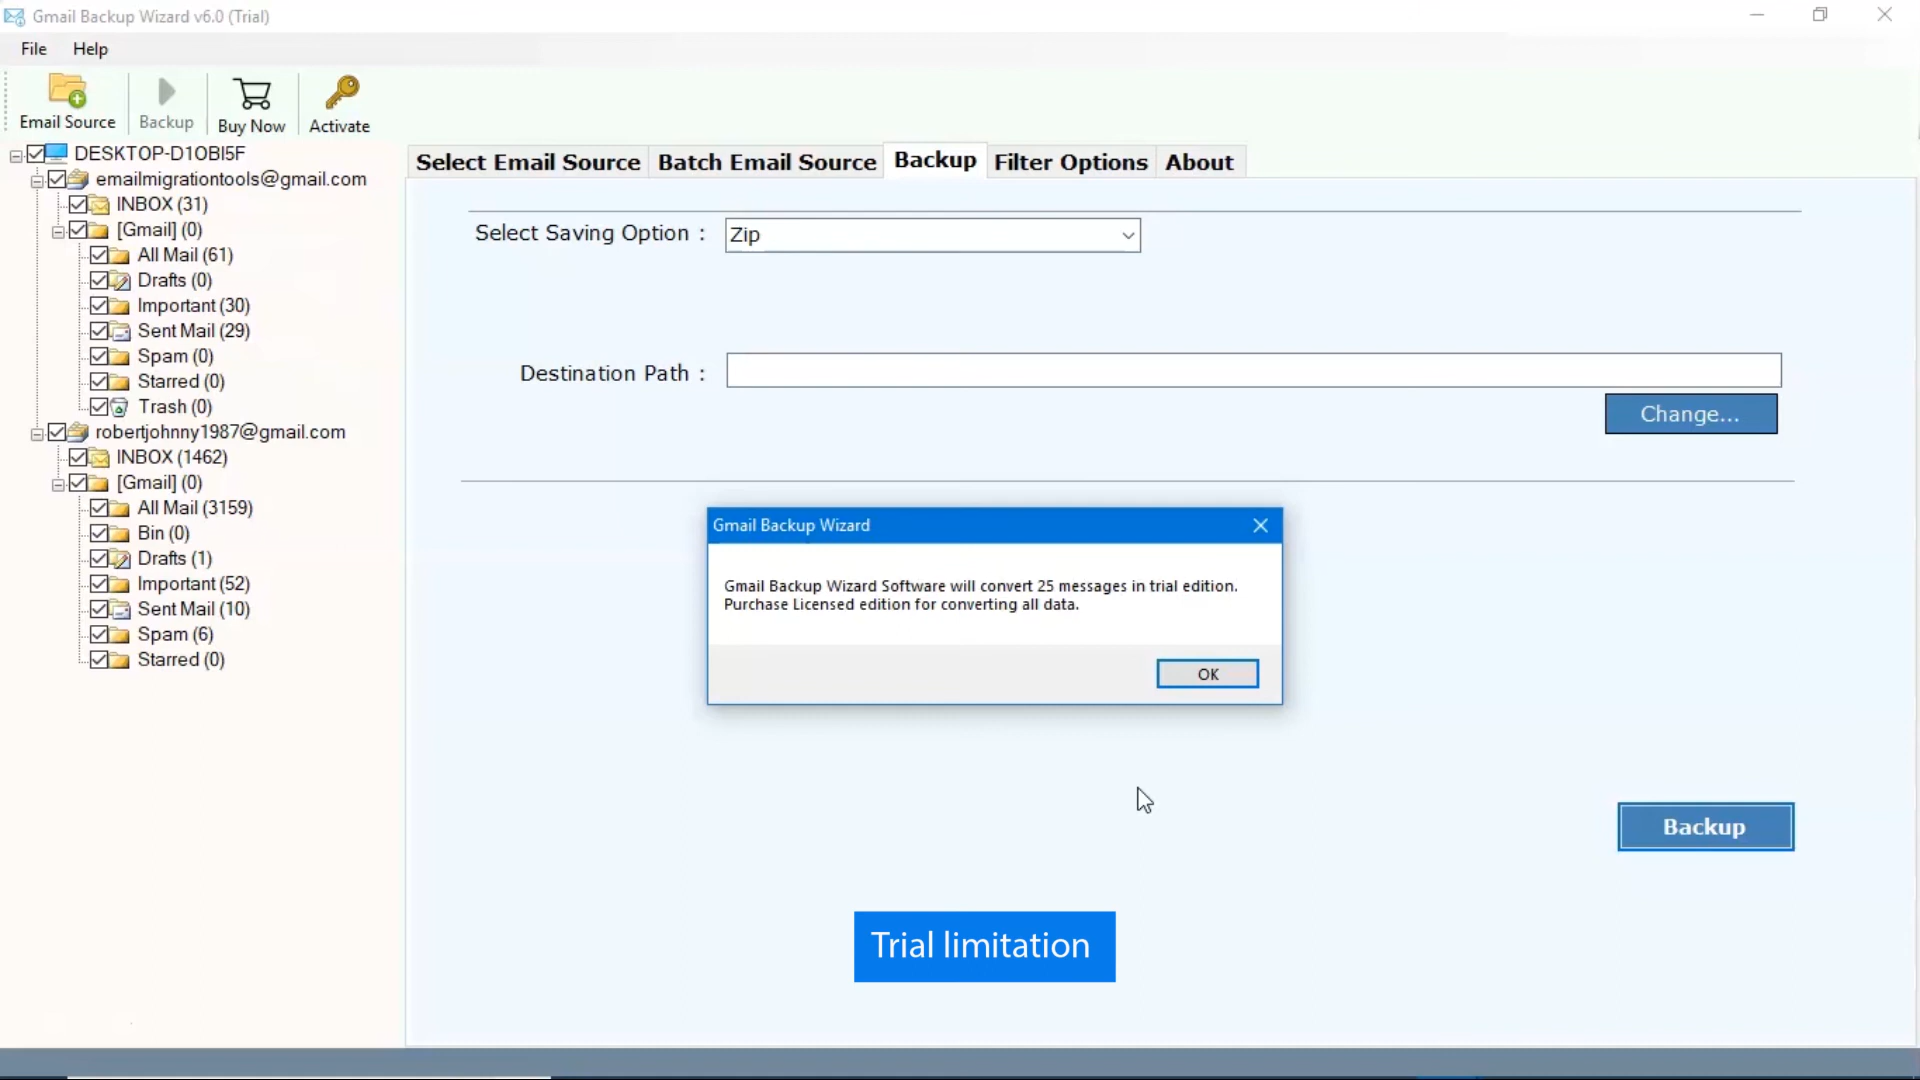 Gmail Backup Wizard v6.0 (Trial)
File Help
Email Source Backup Buy Now Activate
DESKTOP-D1OBI5F
emailmigrationtools@gmail.com
INBOX (31)
[Gmail] (0)
All Mail (61)
Drafts (0)
Important (30)
Sent Mail (29)
Spam (0)
Starred (0)
Trash (0)
robertjohnny1987@gmail.com
INBOX (1462)
[Gmail] (0)
All Mail (3159)
Bin (0)
Drafts (1)
Important (52)
Sent Mail (10)
Spam (6)
Starred (0)
Select Email Source Batch Email Source Backup Filter Options About
Select Saving Option : Zip
Destination Path :
Change...
Gmail Backup Wizard
Gmail Backup Wizard Software will convert 25 messages in trial edition.
Purchase Licensed edition for converting all data.
OK
Backup
Trial limitation